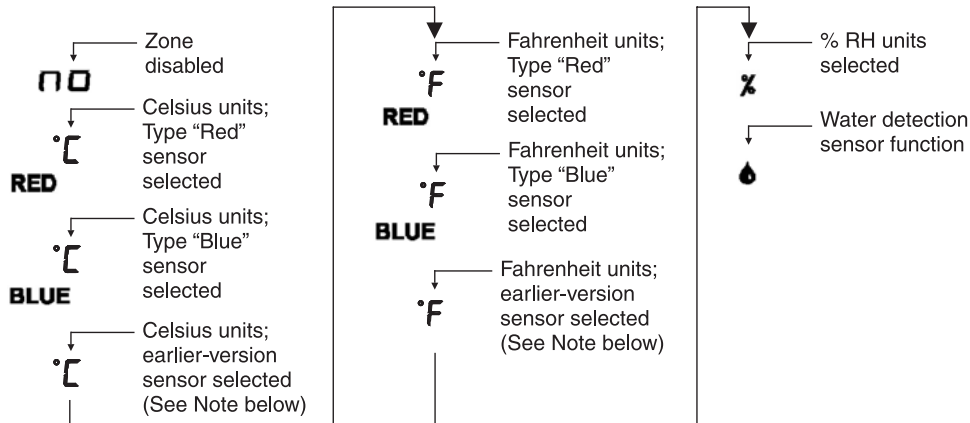 Zone
disabled
no
Celsius units;
Type “Red”
sensor
selected
°C
RED
Celsius units;
Type “Blue”
sensor
selected
°C
BLUE
Celsius units;
earlier-version
sensor selected
(See Note below)
°C
Fahrenheit units;
Type “Red”
sensor
selected
°F
RED
Fahrenheit units;
Type “Blue”
sensor
selected
°F
BLUE
Fahrenheit units;
earlier-version
sensor selected
(See Note below)
°F
% RH units
selected
%
Water detection
sensor function